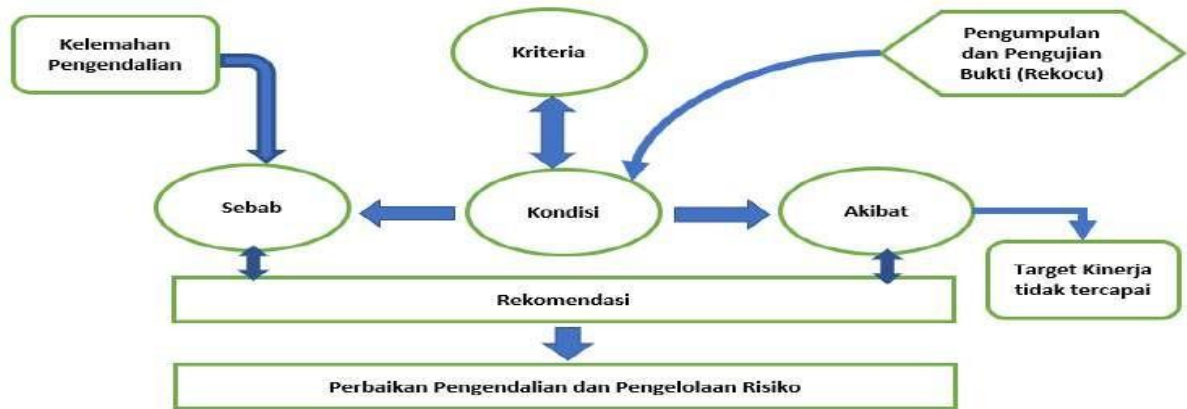 Kelemahan
Pengendalian
Kriteria
Pengumpulan
dan Pengujian
Bukti (Rekocu)
Sebab
Kondisi
Akibat
Target Kinerja
tidak tercapai
Rekomendasi
Perbaikan Pengendalian dan Pengelolaan Risiko